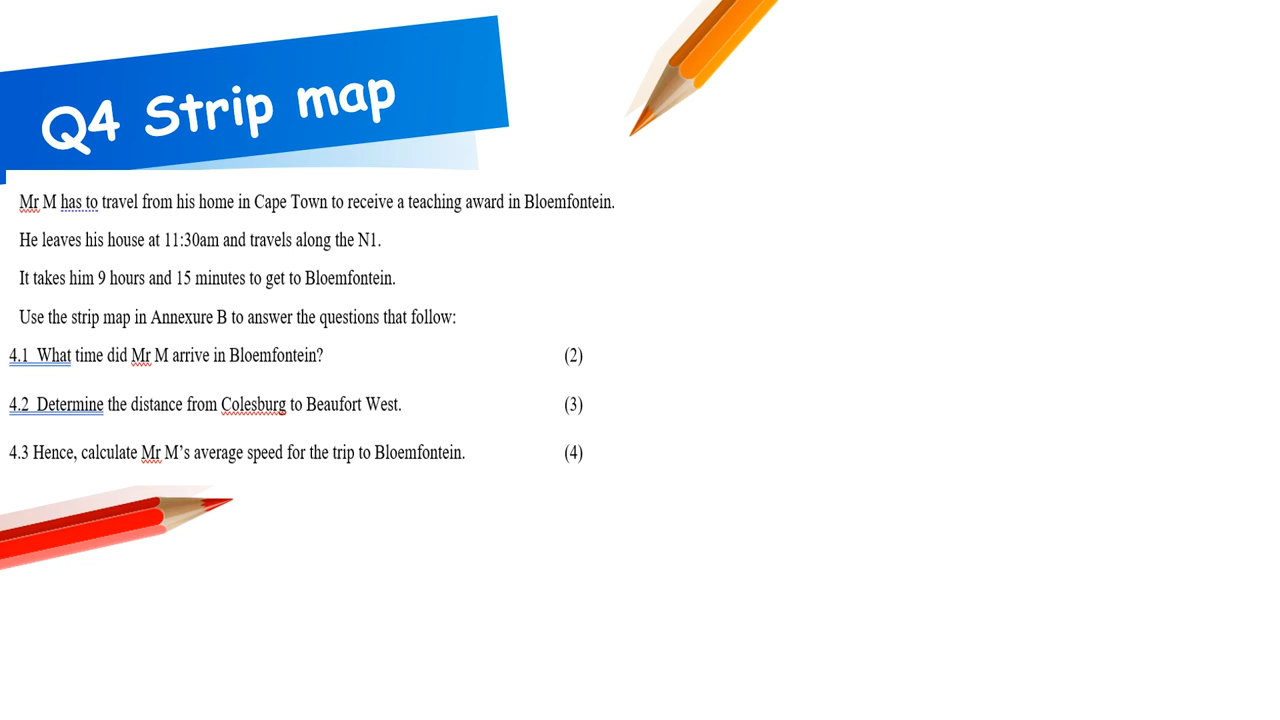 Q4 Strip map
Mr M has to travel from his home in Cape Town to receive a teaching award in Bloemfontein.
He leaves his house at 11:30am and travels along the N1.
It takes him 9 hours and 15 minutes to get to Bloemfontein.
Use the strip map in Annexure B to answer the questions that follow:
4.1 What time did Mr M arrive in Bloemfontein? (2)
4.2 Determine the distance from Colesburg to Beaufort West. (3)
4.3 Hence, calculate Mr M’s average speed for the trip to Bloemfontein. (4)